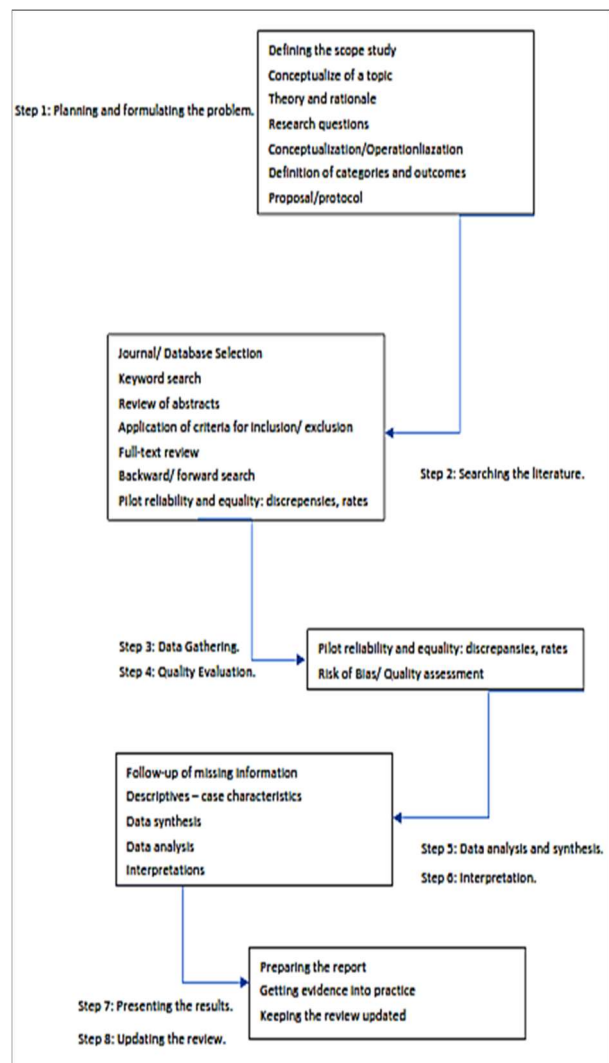 Defining the scope study
Conceptualize of a topic
Step 1: Planning and formulating the problem.
Theory and rationale
Research questions
Conceptualization/Operationliazation
Definition of categories and outcomes
Proposal/protocol
Journal/ Database Selection
Keyword search
Review of abstracts
Application of criteria for inclusion/ exclusion
Full-text review
Backward/ forward search
Pilot reliability and equality: discrepensies, rates
Step 2: Searching the literature.
Step 3: Data Gathering.
Step 4: Quality Evaluation.
Pilot reliability and equality: discrepansies, rates
Risk of Bias/ Quality assessment
Follow-up of missing information
Descriptives – case characteristics
Data synthesis
Data analysis
Interpretations
Step 5: Data analysis and synthesis.
Step 6: Interpretation.
Preparing the report
Getting evidence into practice
Keeping the review updated
Step 7: Presenting the results.
Step 8: Updating the review.